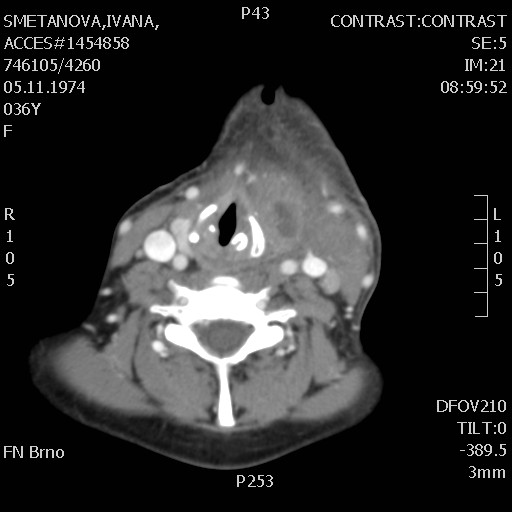 SMETANOVA,IVANA,
ACCES#1454858
746105/4260
05.11.1974
036Y
F
P43
CONTRAST:CONTRAST
SE:5
IM:21
08:59:52
R
1
0
5
L
1
0
5
FN Brno
P253
DFOV210
TILT:0
-389.5
3mm